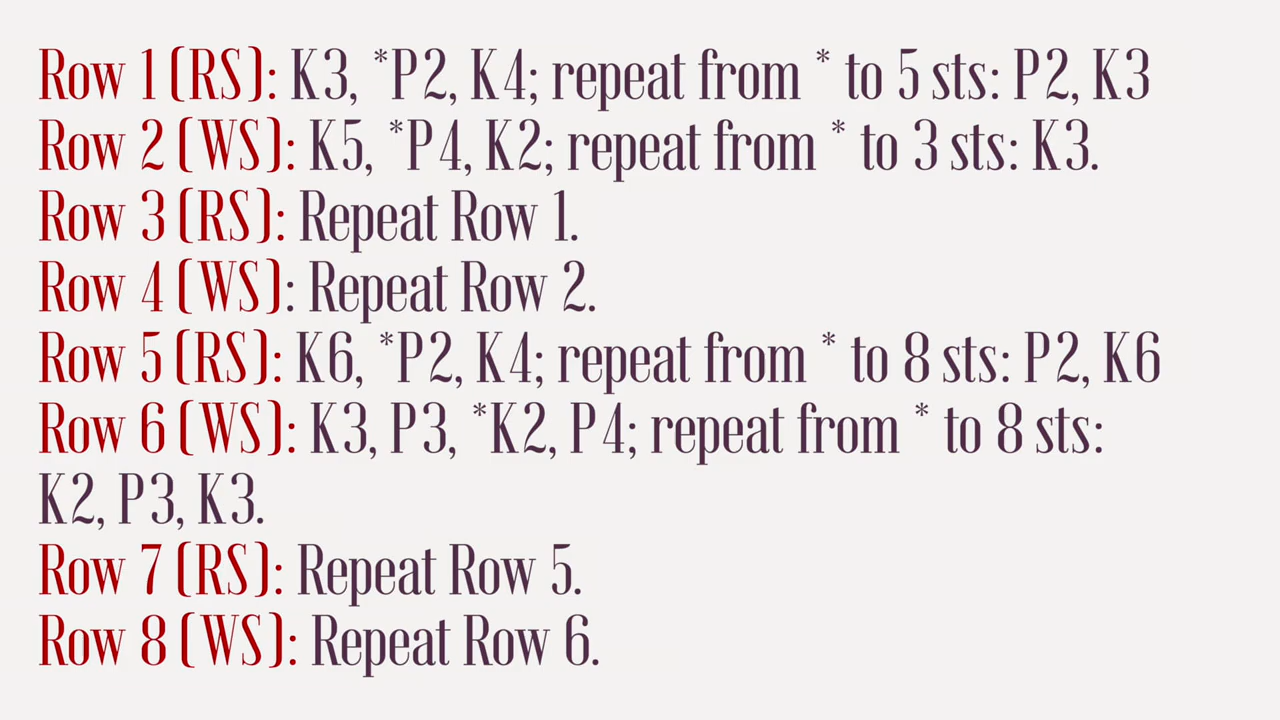 Row 1 (RS): K3, *P2, K4; repeat from * to 5 sts: P2, K3
Row 2 (WS): K5, *P4, K2; repeat from * to 3 sts: K3.
Row 3 (RS): Repeat Row 1.
Row 4 (WS): Repeat Row 2.
Row 5 (RS): K6, *P2, K4; repeat from * to 8 sts: P2, K6
Row 6 (WS): K3, P3, *K2, P4; repeat from * to 8 sts:
K2, P3, K3.
Row 7 (RS): Repeat Row 5.
Row 8 (WS): Repeat Row 6.